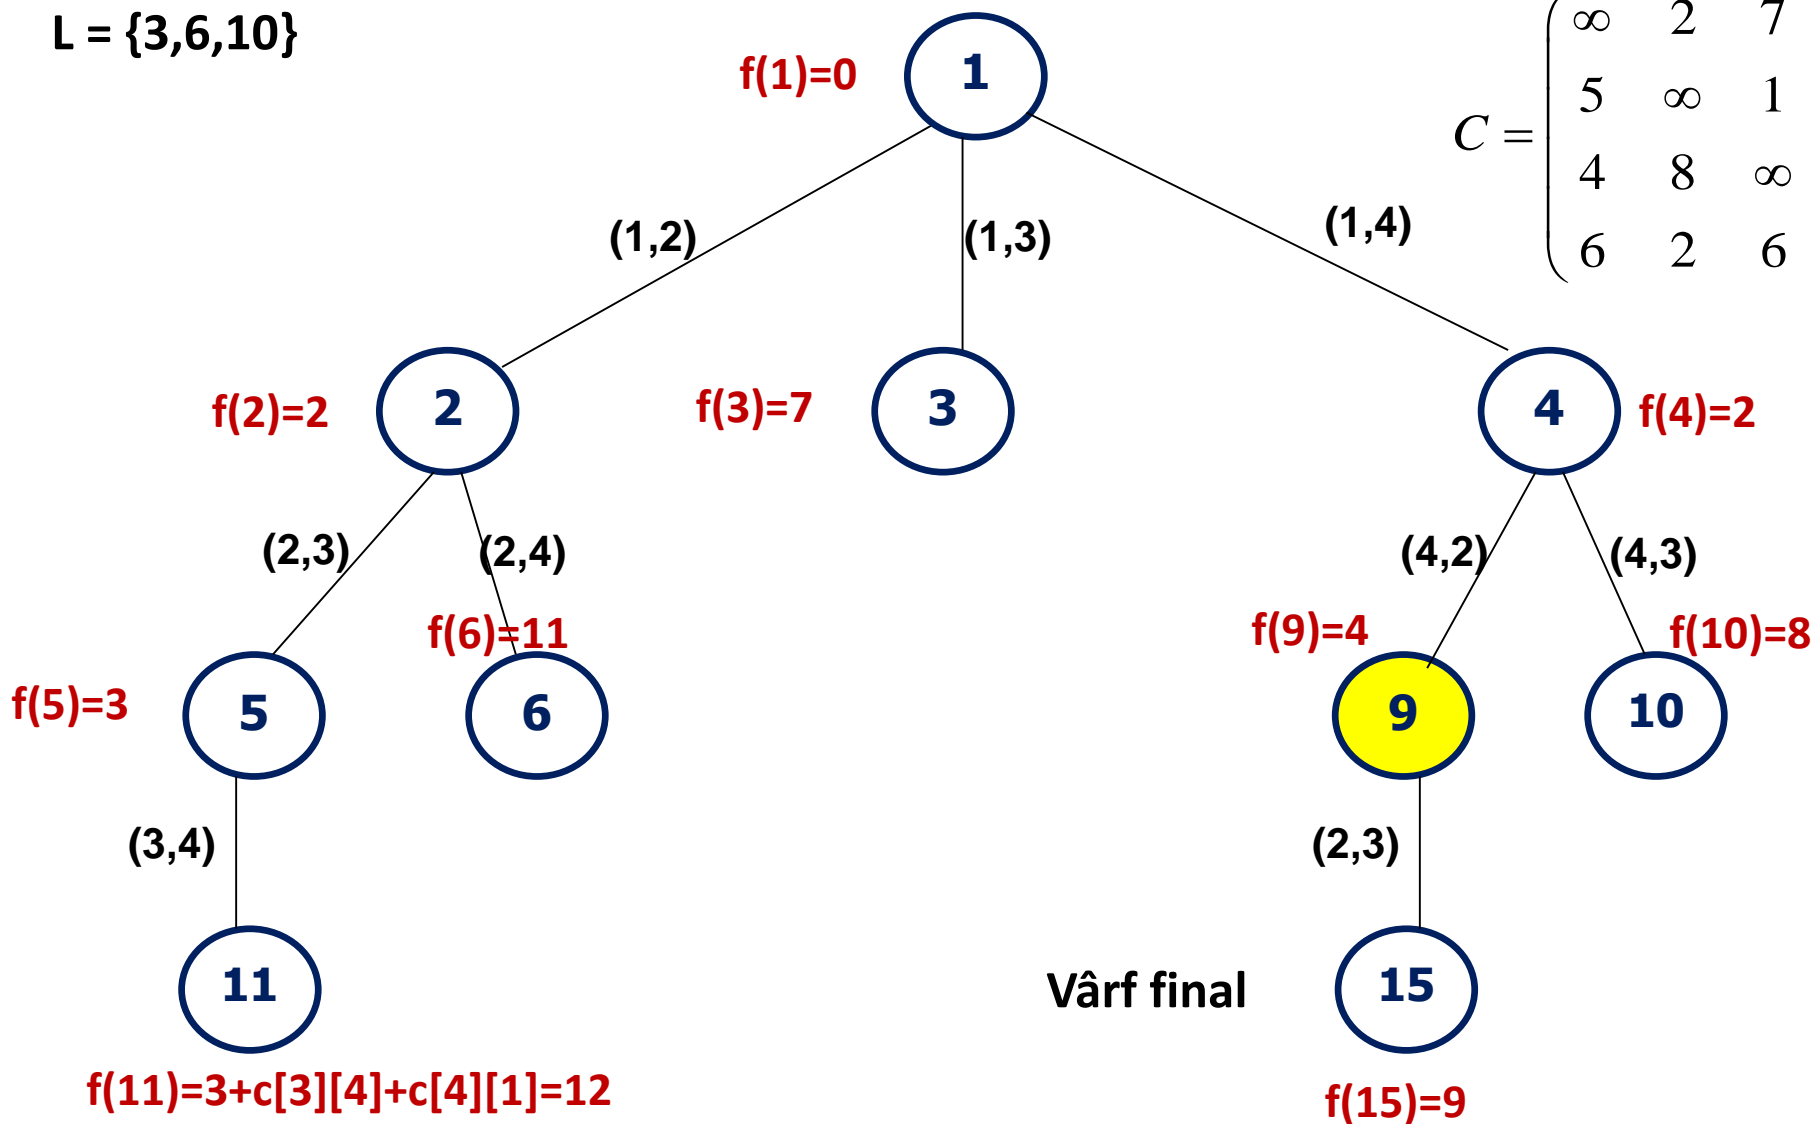 L = {3,6,10}
f(1)=0
1
C =
∞ 2 7
5 ∞ 1
4 8 ∞
6 2 6
(1,2)
(1,3)
(1,4)
f(2)=2
2
f(3)=7
3
4
f(4)=2
(2,3)
(2,4)
(4,2)
(4,3)
f(6)=11
f(9)=4
f(10)=8
f(5)=3
5
6
9
10
(3,4)
(2,3)
11
Vârf final
15
f(11)=3+c[3][4]+c[4][1]=12
f(15)=9